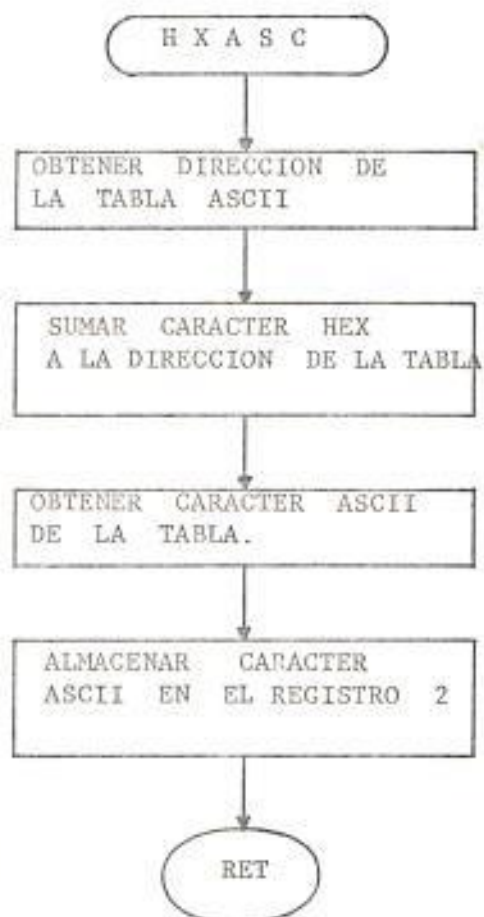 H X A S C
OBTENER DIRECCION DE
LA TABLA ASCII
SUMAR CARACTER HEX
A LA DIRECCION DE LA TABLA
OBTENER CARACTER ASCII
DE LA TABLA.
ALMACENAR CARACTER
ASCII EN EL REGISTRO 2
RET